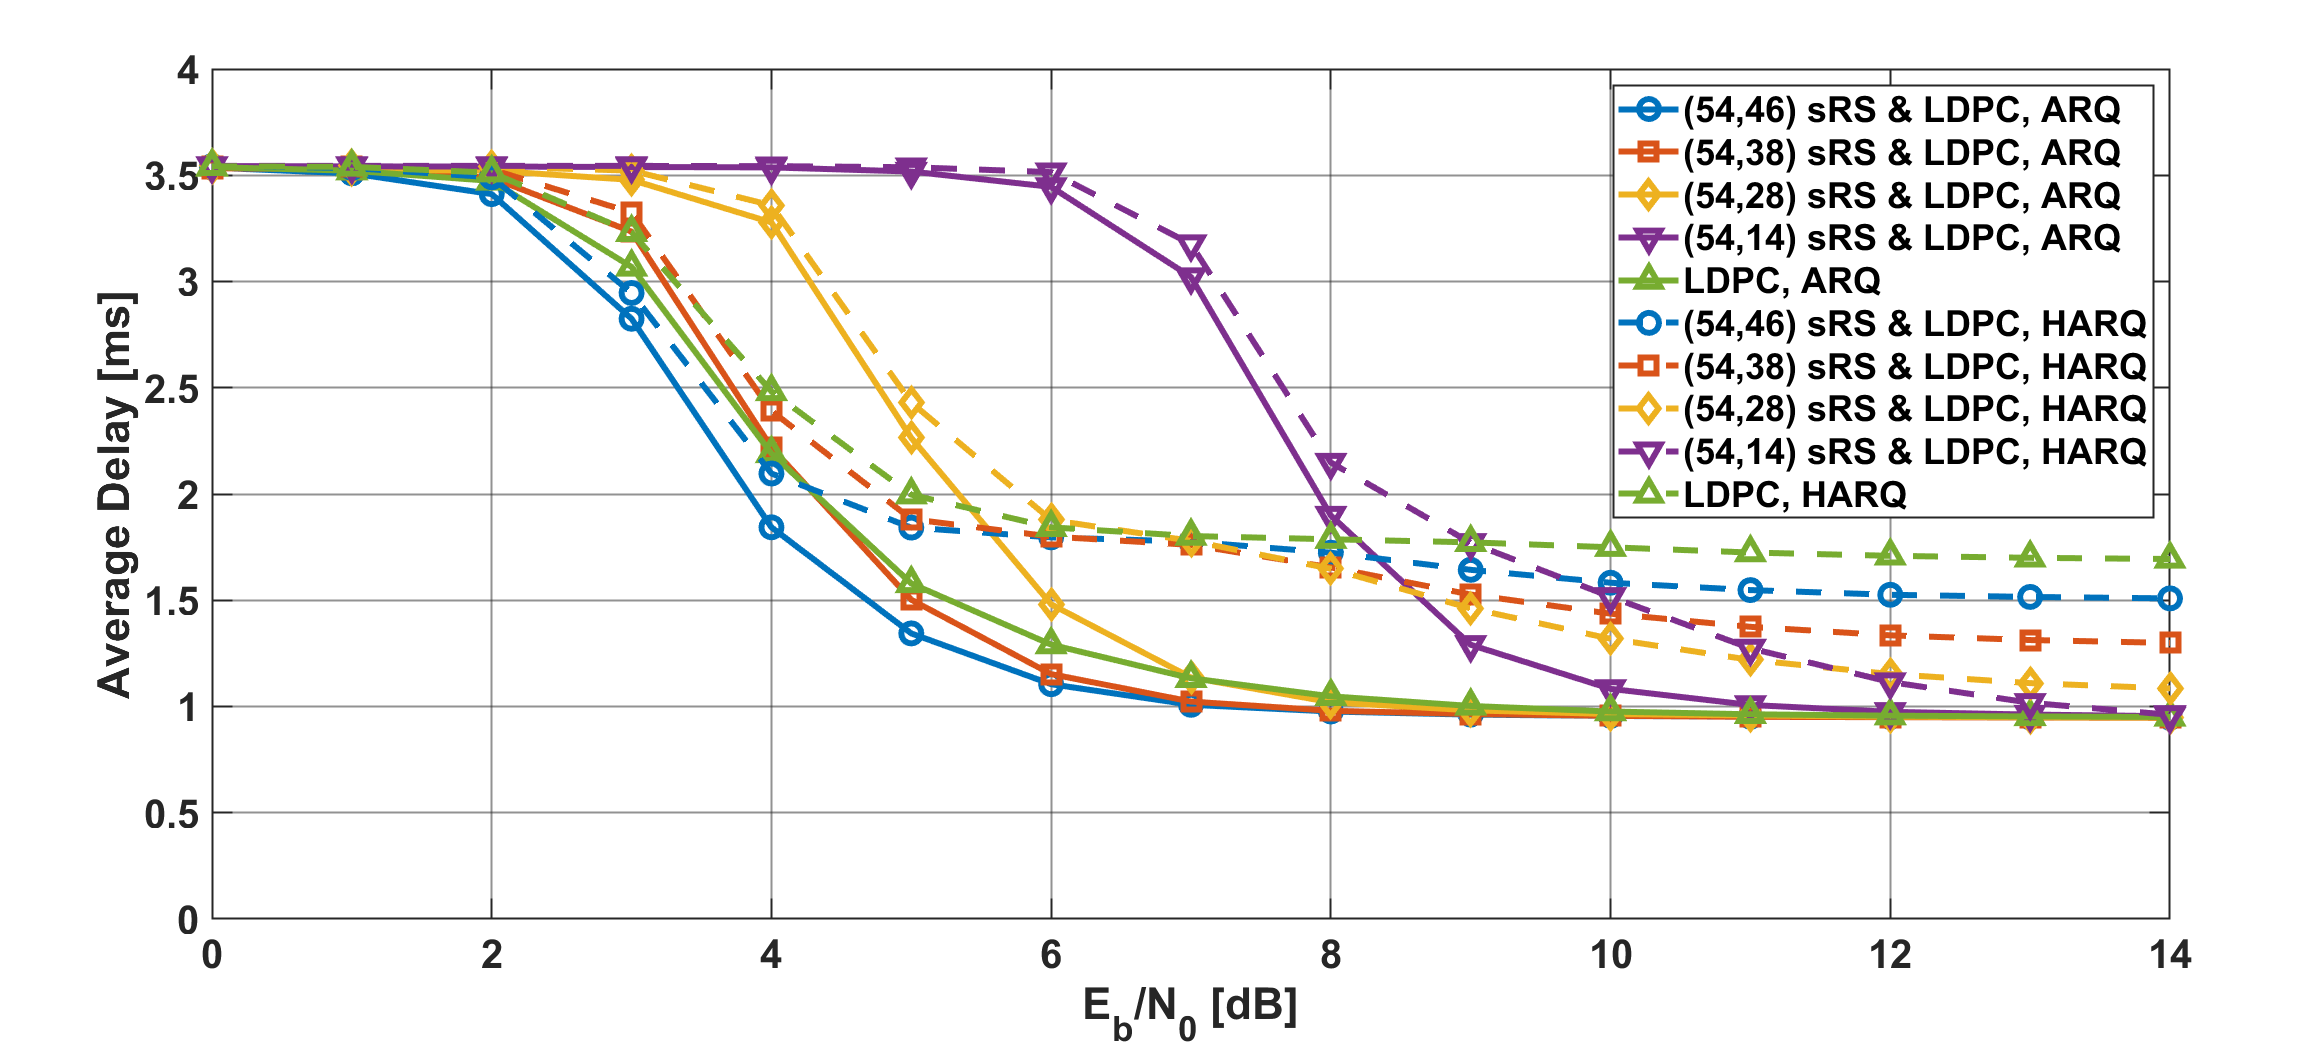 4
3.5
3
2.5
2
1.5
1
0.5
0
Average Delay [ms]
(54,46) sRS & LDPC, ARQ
(54,38) sRS & LDPC, ARQ
(54,28) sRS & LDPC, ARQ
(54,14) sRS & LDPC, ARQ
LDPC, ARQ
(54,46) sRS & LDPC, HARQ
(54,38) sRS & LDPC, HARQ
(54,28) sRS & LDPC, HARQ
(54,14) sRS & LDPC, HARQ
LDPC, HARQ
0 2 4 6 8 10 12 14
E_b/N_0 [dB]